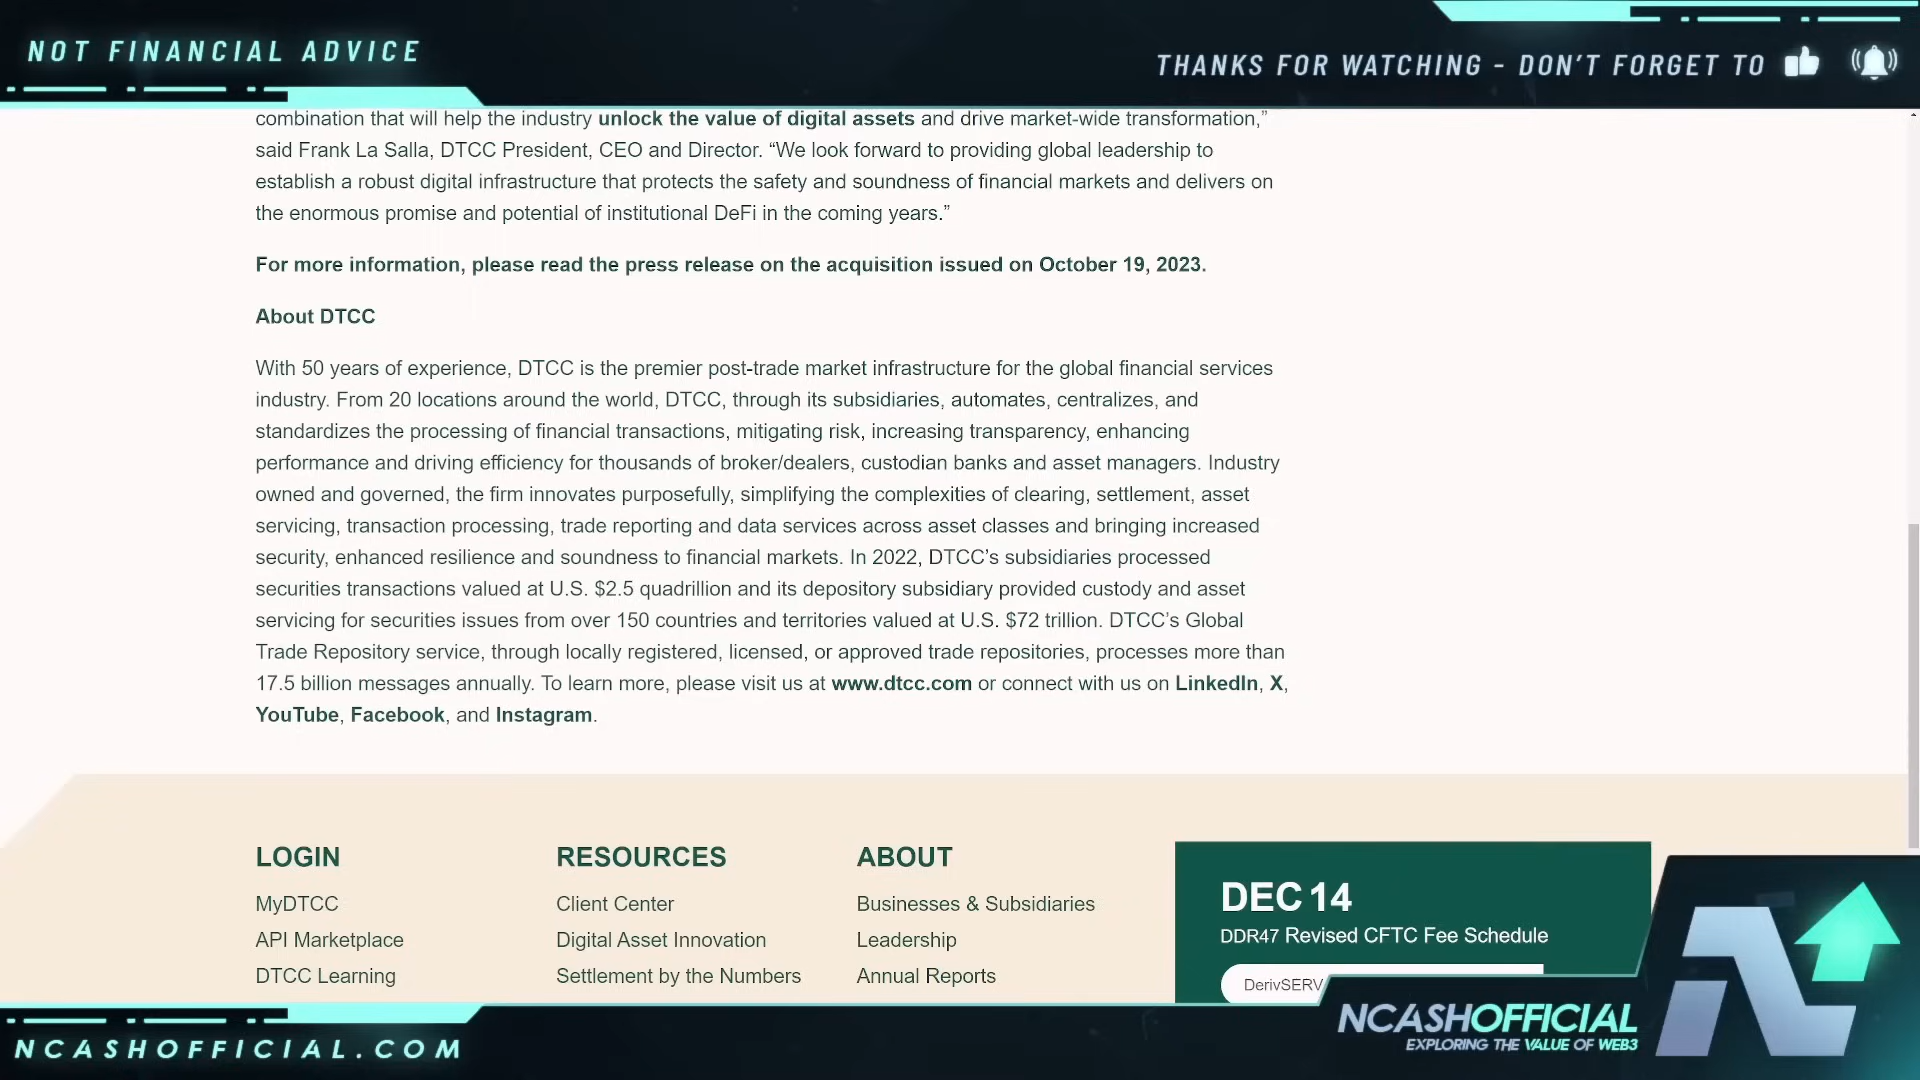 NOT FINANCIAL ADVICE
THANKS FOR WATCHING - DON'T FORGET TO
combination that will help the industry unlock the value of digital assets and drive market-wide transformation,”
said Frank La Salla, DTCC President, CEO and Director. “We look forward to providing global leadership to
establish a robust digital infrastructure that protects the safety and soundness of financial markets and delivers on
the enormous promise and potential of institutional DeFi in the coming years.”
For more information, please read the press release on the acquisition issued on October 19, 2023.
About DTCC
With 50 years of experience, DTCC is the premier post-trade market infrastructure for the global financial services
industry. From 20 locations around the world, DTCC, through its subsidiaries, automates, centralizes, and
standardizes the processing of financial transactions, mitigating risk, increasing transparency, enhancing
performance and driving efficiency for thousands of broker/dealers, custodian banks and asset managers. Industry
owned and governed, the firm innovates purposefully, simplifying the complexities of clearing, settlement, asset
servicing, transaction processing, trade reporting and data services across asset classes and bringing increased
security, enhanced resilience and soundness to financial markets. In 2022, DTCC’s subsidiaries processed
securities transactions valued at U.S. $2.5 quadrillion and its depository subsidiary provided custody and asset
servicing for securities issues from over 150 countries and territories valued at U.S. $72 trillion. DTCC’s Global
Trade Repository service, through locally registered, licensed, or approved trade repositories, processes more than
17.5 billion messages annually. To learn more, please visit us at www.dtcc.com or connect with us on LinkedIn, X,
YouTube, Facebook, and Instagram.
LOGIN
MyDTCC
API Marketplace
DTCC Learning
RESOURCES
Client Center
Digital Asset Innovation
Settlement by the Numbers
ABOUT
Businesses & Subsidiaries
Leadership
Annual Reports
DEC 14
DDR47 Revised CFTC Fee Schedule
DerivSERV
NCASHOFFICIAL.COM
NCASHOFFICIAL
EXPLORING THE VALUE OF WEB3